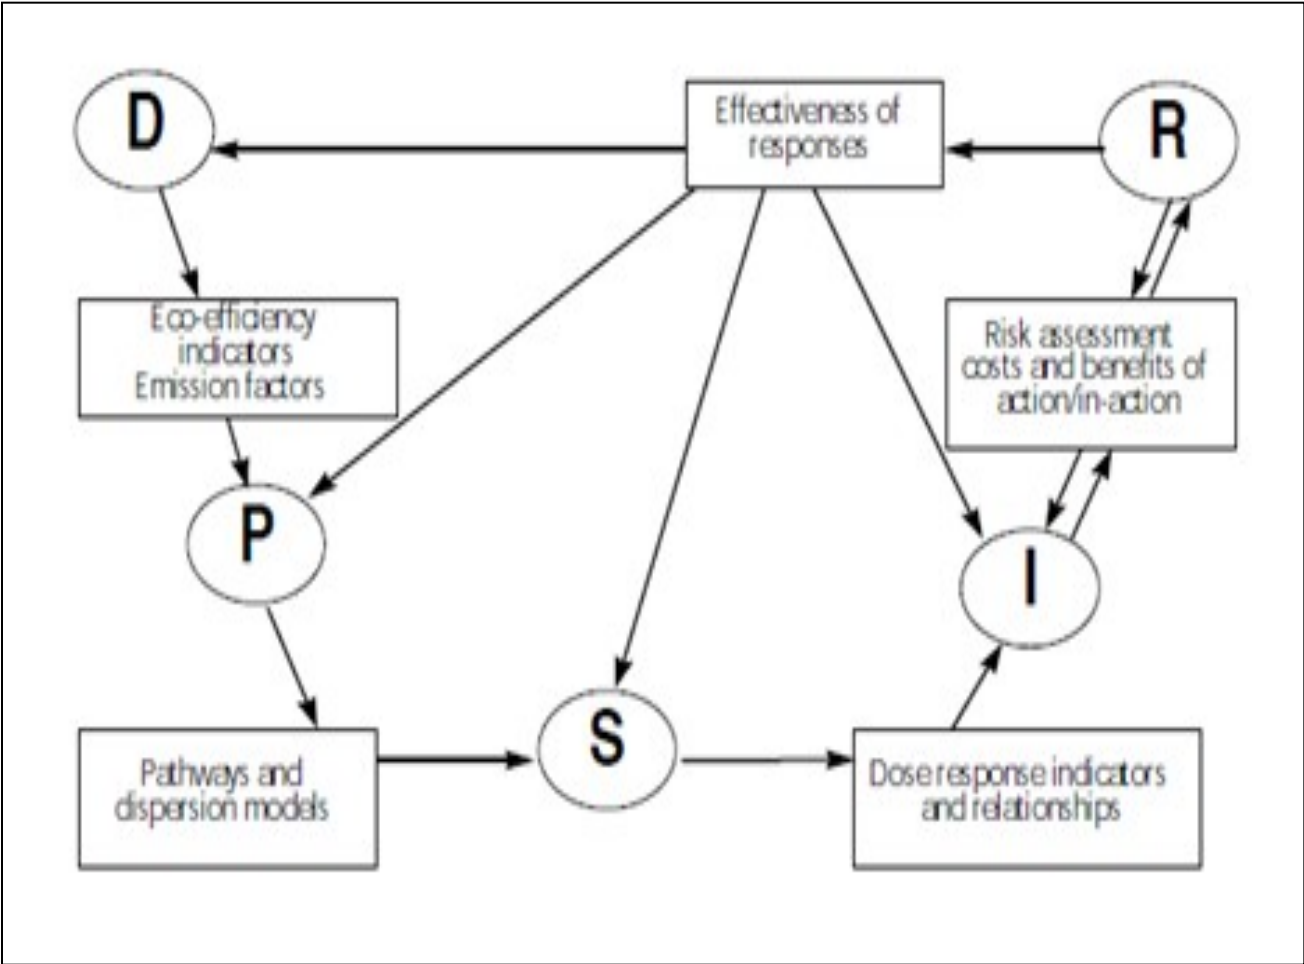 D
Effectiveness of
responses
R
Eco-efficiency
indicators
Emission factors
Risk assessment
costs and benefits of
action/in-action
P
I
S
Pathways and
dispersion models
Dose response indicators
and relationships